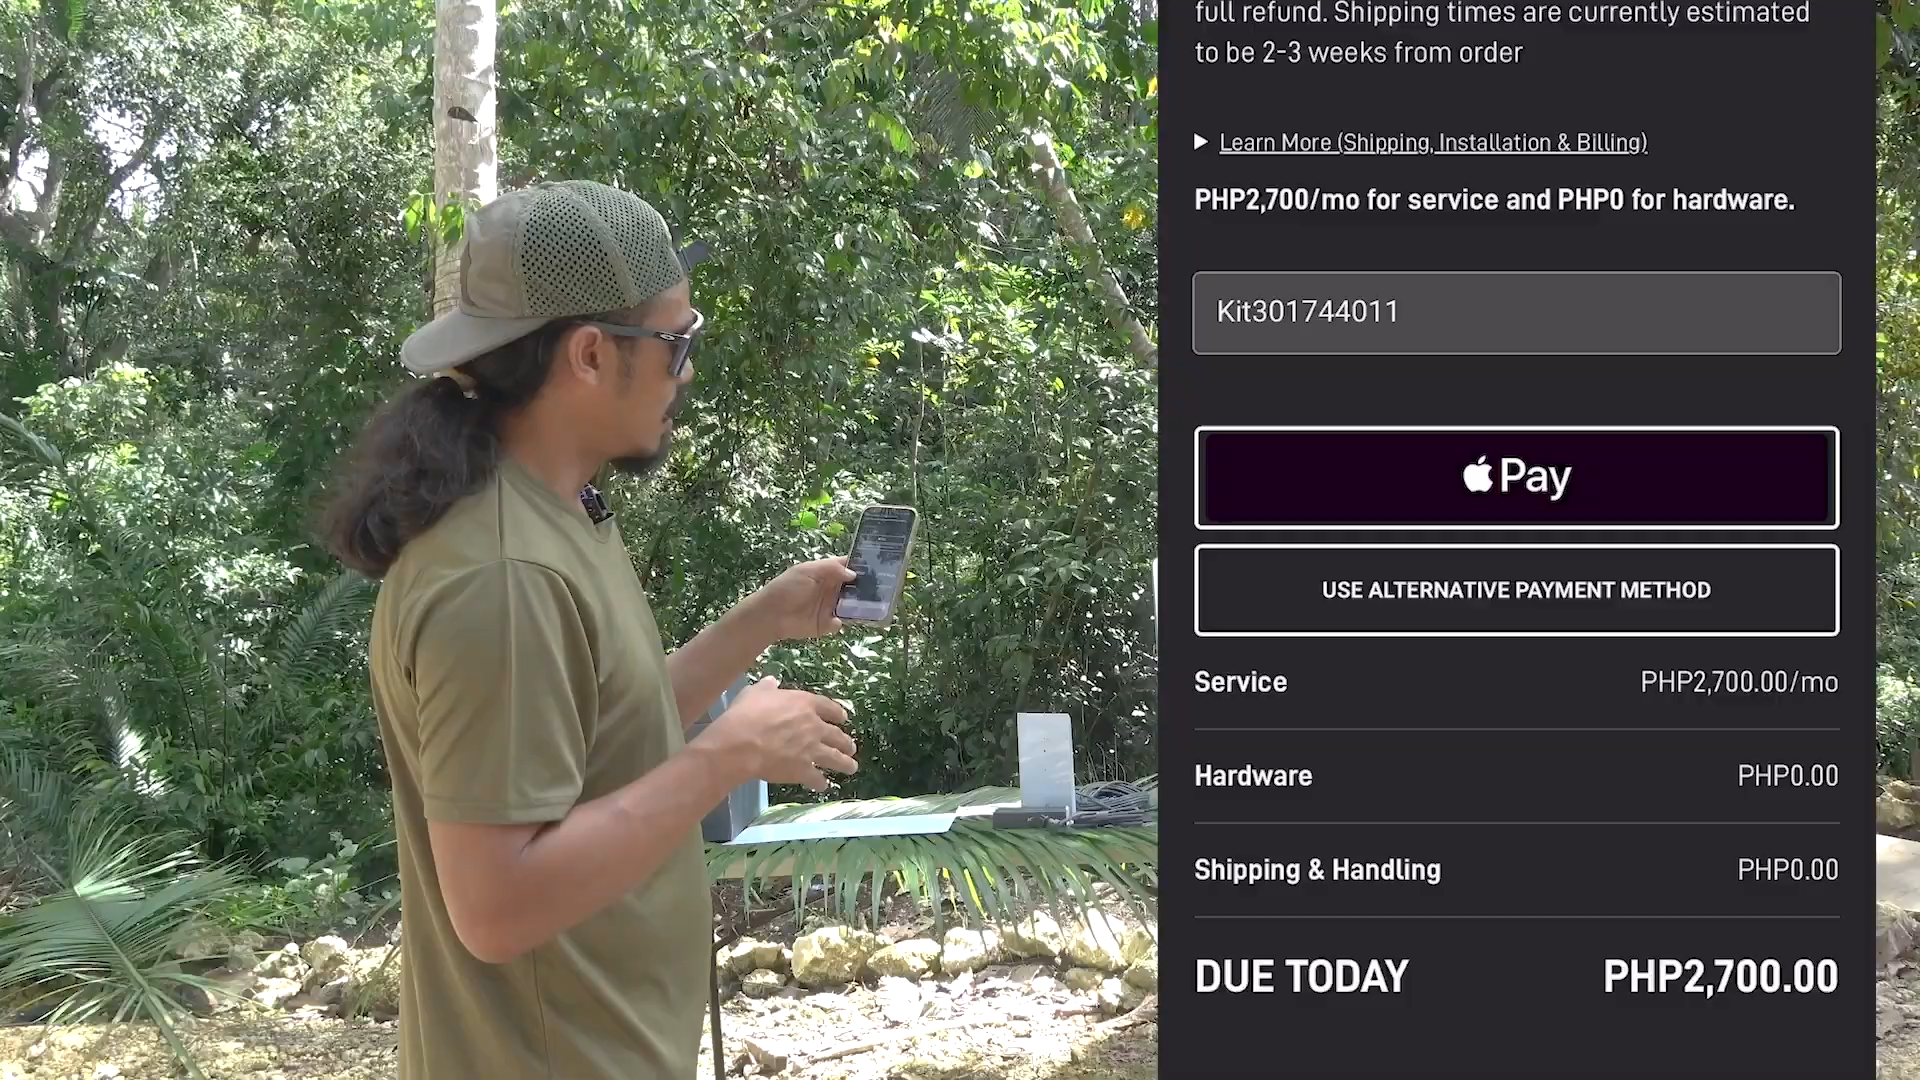 full refund. Shipping times are currently estimated
to be 2-3 weeks from order
Learn More (Shipping, Installation & Billing)
PHP2,700/mo for service and PHP0 for hardware.
Kit301744011
Pay
USE ALTERNATIVE PAYMENT METHOD
Service PHP2,700.00/mo
Hardware PHP0.00
Shipping & Handling PHP0.00
DUE TODAY PHP2,700.00